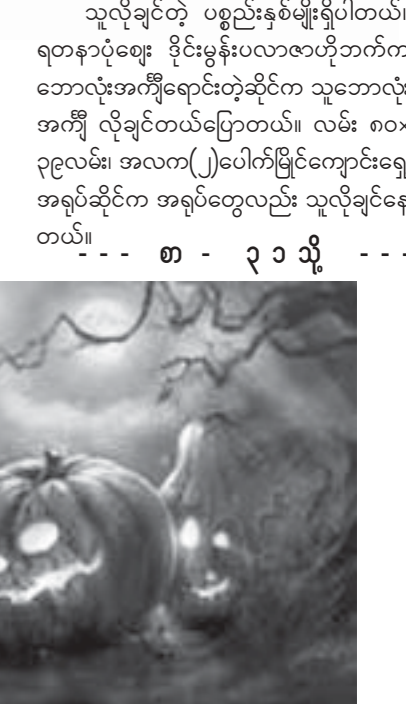 သူလိုချင်တဲ့ ပစ္စည်းနှစ်မျိုးရှိပါတယ်။
ရတနာပုံစျေး ဒိုင်းမွန်းပလာဇာဟိုဘက်က
ဘောလုံးအင်္ကျီရောင်းတဲ့ဆိုင်က သူဘောလုံး
အင်္ကျီ လိုချင်တယ်ပြောတယ်။ လမ်း ၈၀×
၃၉လမ်း၊ အလက(၂)ပေါက်မြိုင်ကျောင်းရှေ့
အရုပ်ဆိုင်က အရုပ်တွေလည်း သူလိုချင်နေ
တယ်။
- - - စာ - ၃၁ သို့ - - -